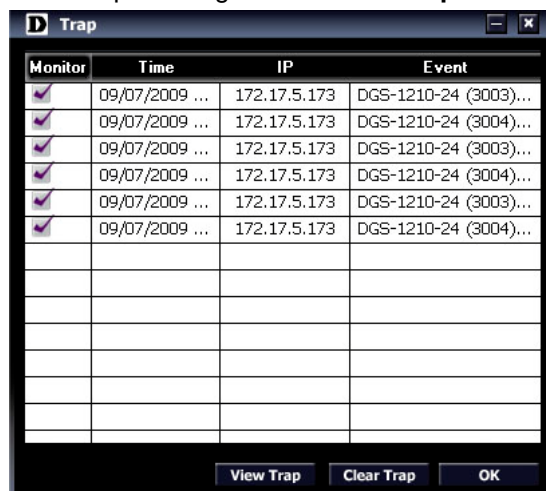 D Trap
Monitor Time IP Event
09/07/2009 ... 172.17.5.173 DGS-1210-24 (3003)...
09/07/2009 ... 172.17.5.173 DGS-1210-24 (3004)...
09/07/2009 ... 172.17.5.173 DGS-1210-24 (3003)...
09/07/2009 ... 172.17.5.173 DGS-1210-24 (3004)...
09/07/2009 ... 172.17.5.173 DGS-1210-24 (3003)...
09/07/2009 ... 172.17.5.173 DGS-1210-24 (3004)...
View Trap Clear Trap OK